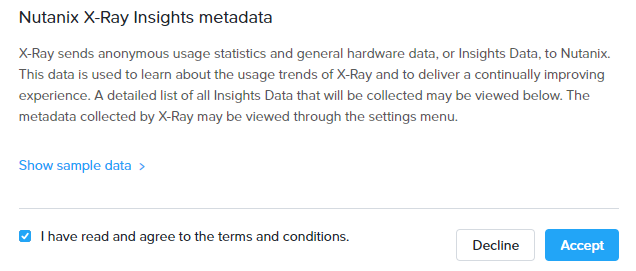 Nutanix X-Ray Insights metadata
X-Ray sends anonymous usage statistics and general hardware data, or Insights Data, to Nutanix.
This data is used to learn about the usage trends of X-Ray and to deliver a continually improving
experience. A detailed list of all Insights Data that will be collected may be viewed below. The
metadata collected by X-Ray may be viewed through the settings menu.
Show sample data >
I have read and agree to the terms and conditions.
Decline
Accept